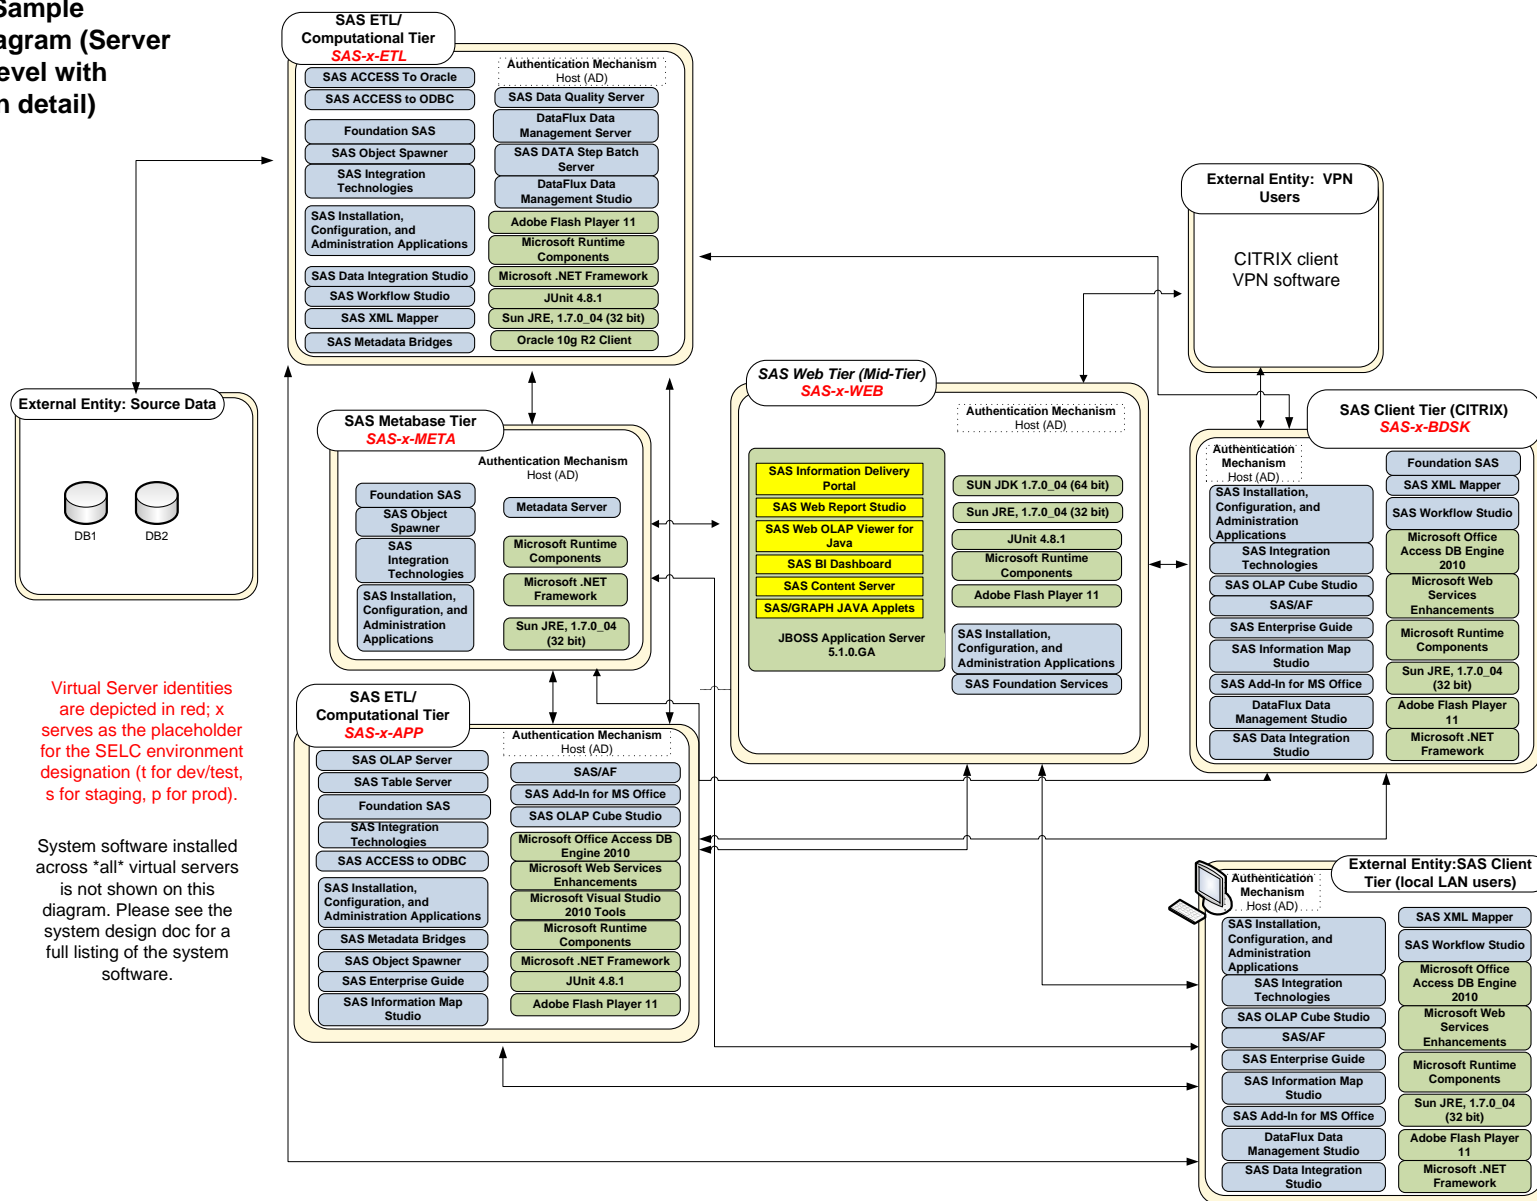 Sample
agram (Server
evel with
n detail)
SAS ETL/
Computational Tier
SAS-x-ETL
Authentication Mechanism
Host (AD)
SAS ACCESS To Oracle
SAS ACCESS to ODBC
Foundation SAS
SAS Object Spawner
SAS Integration
Technologies
SAS Installation,
Configuration, and
Administration Applications
SAS Data Integration Studio
SAS Workflow Studio
SAS XML Mapper
SAS Metadata Bridges
SAS Data Quality Server
DataFlux Data
Management Server
SAS DATA Step Batch
Server
DataFlux Data
Management Studio
Adobe Flash Player 11
Microsoft Runtime
Components
Microsoft .NET Framework
JUnit 4.8.1
Sun JRE, 1.7.0_04 (32 bit)
Oracle 10g R2 Client
External Entity: VPN
Users
CITRIX client
VPN software
External Entity: Source Data
DB1
DB2
SAS Metabase Tier
SAS-x-META
Authentication Mechanism
Host (AD)
Foundation SAS
SAS Object
Spawner
SAS
Integration
Technologies
SAS Installation,
Configuration, and
Administration
Applications
Metadata Server
Microsoft Runtime
Components
Microsoft .NET
Framework
Sun JRE, 1.7.0_04
(32 bit)
SAS Web Tier (Mid-Tier)
SAS-x-WEB
Authentication Mechanism
Host (AD)
SAS Information Delivery
Portal
SAS Web Report Studio
SAS Web OLAP Viewer for
Java
SAS BI Dashboard
SAS Content Server
SAS/GRAPH JAVA Applets
JBOSS Application Server
5.1.0.GA
SUN JDK 1.7.0_04 (64 bit)
Sun JRE, 1.7.0_04 (32 bit)
JUnit 4.8.1
Microsoft Runtime
Components
Adobe Flash Player 11
SAS Installation,
Configuration, and
Administration Applications
SAS Foundation Services
SAS Client Tier (CITRIX)
SAS-x-BDSK
Authentication
Mechanism
Host (AD)
SAS Installation,
Configuration, and
Administration
Applications
SAS Integration
Technologies
SAS OLAP Cube Studio
SAS/AF
SAS Enterprise Guide
SAS Information Map
Studio
SAS Add-In for MS Office
DataFlux Data
Management Studio
SAS Data Integration
Studio
Foundation SAS
SAS XML Mapper
SAS Workflow Studio
Microsoft Office
Access DB Engine
2010
Microsoft Web
Services
Enhancements
Microsoft Runtime
Components
Sun JRE, 1.7.0_04
(32 bit)
Adobe Flash Player
11
Microsoft .NET
Framework
Virtual Server identities
are depicted in red; x
serves as the placeholder
for the SELC environment
designation (t for dev/test,
s for staging, p for prod).
System software installed
across *all* virtual servers
is not shown on this
diagram. Please see the
system design doc for a
full listing of the system
software.
SAS ETL/
Computational Tier
SAS-x-APP
Authentication Mechanism
Host (AD)
SAS OLAP Server
SAS Table Server
Foundation SAS
SAS Integration
Technologies
SAS ACCESS to ODBC
SAS Installation,
Configuration, and
Administration Applications
SAS Metadata Bridges
SAS Object Spawner
SAS Enterprise Guide
SAS Information Map
Studio
SAS/AF
SAS Add-In for MS Office
SAS OLAP Cube Studio
Microsoft Office Access DB
Engine 2010
Microsoft Web Services
Enhancements
Microsoft Visual Studio
2010 Tools
Microsoft Runtime
Components
Microsoft .NET Framework
JUnit 4.8.1
Adobe Flash Player 11
External Entity:SAS Client
Tier (local LAN users)
Authentication
Mechanism
Host (AD)
SAS Installation,
Configuration, and
Administration
Applications
SAS Integration
Technologies
SAS OLAP Cube Studio
SAS/AF
SAS Enterprise Guide
SAS Information Map
Studio
SAS Add-In for MS Office
DataFlux Data
Management Studio
SAS Data Integration
Studio
SAS XML Mapper
SAS Workflow Studio
Microsoft Office
Access DB Engine
2010
Microsoft Web
Services
Enhancements
Microsoft Runtime
Components
Sun JRE, 1.7.0_04
(32 bit)
Adobe Flash Player
11
Microsoft .NET
Framework